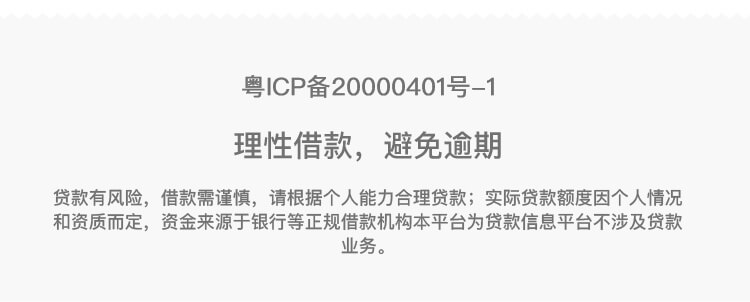 粤ICP备20000401号-1
理性借款，避免逾期
贷款有风险，借款需谨慎，请根据个人能力合理贷款；实际贷款额度因个人情况
和资质而定，资金来源于银行等正规借款机构本平台为贷款信息平台不涉及贷款
业务。